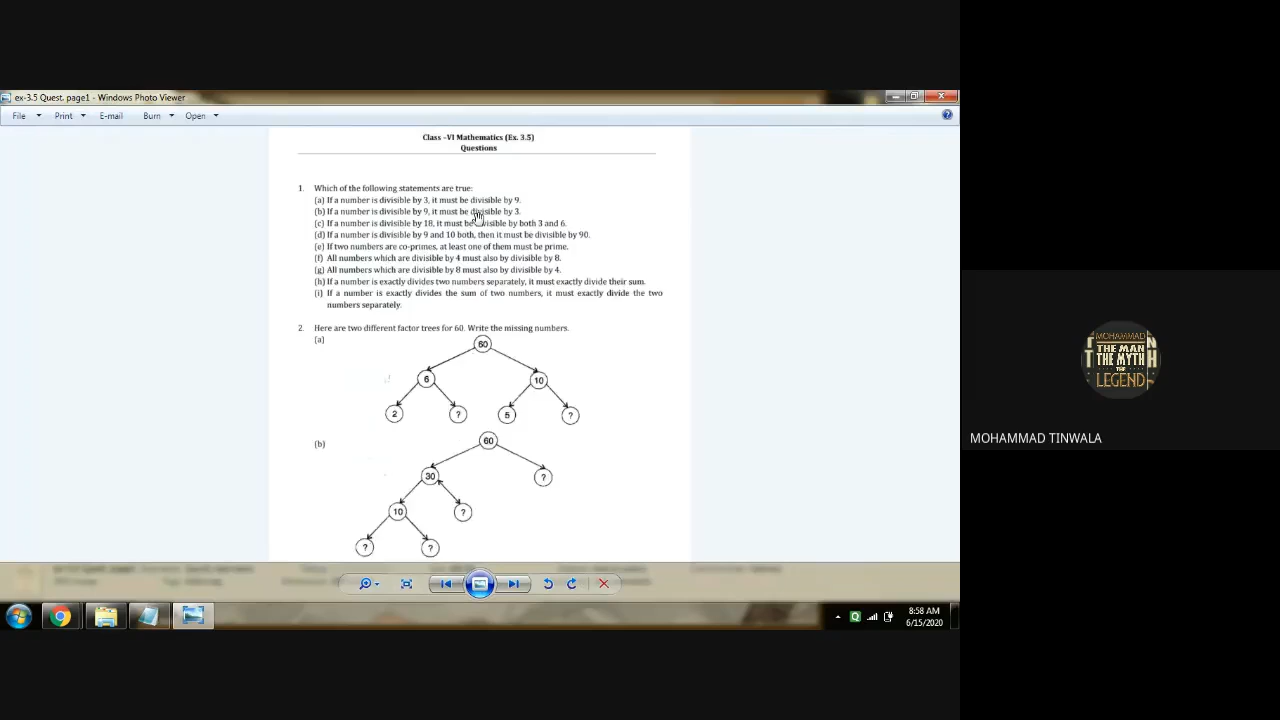 ex-3.5 Quest. page1 - Windows Photo Viewer
File Print E-mail Burn Open
Class –VI Mathematics (Ex. 3.5)
Questions
1. Which of the following statements are true:
(a) If a number is divisible by 3, it must be divisible by 9.
(b) If a number is divisible by 9, it must be divisible by 3.
(c) If a number is divisible by 18, it must be divisible by both 3 and 6.
(d) If a number is divisible by 9 and 10 both, then it must be divisible by 90.
(e) If two numbers are co-primes, at least one of them must be prime.
(f) All numbers which are divisible by 4 must also by divisible by 8.
(g) All numbers which are divisible by 8 must also by divisible by 4.
(h) If a number is exactly divides two numbers separately, it must exactly divide their sum.
(i) If a number is exactly divides the sum of two numbers, it must exactly divide the two
numbers separately.
2. Here are two different factor trees for 60. Write the missing numbers.
(a)
60
6 10
2 ? 5 ?
(b)
60
30 ?
10 ?
? ?
MOHAMMAD
THE MAN
THE MYTH
THE
LEGEND
MOHAMMAD TINWALA
8:58 AM
6/15/2020